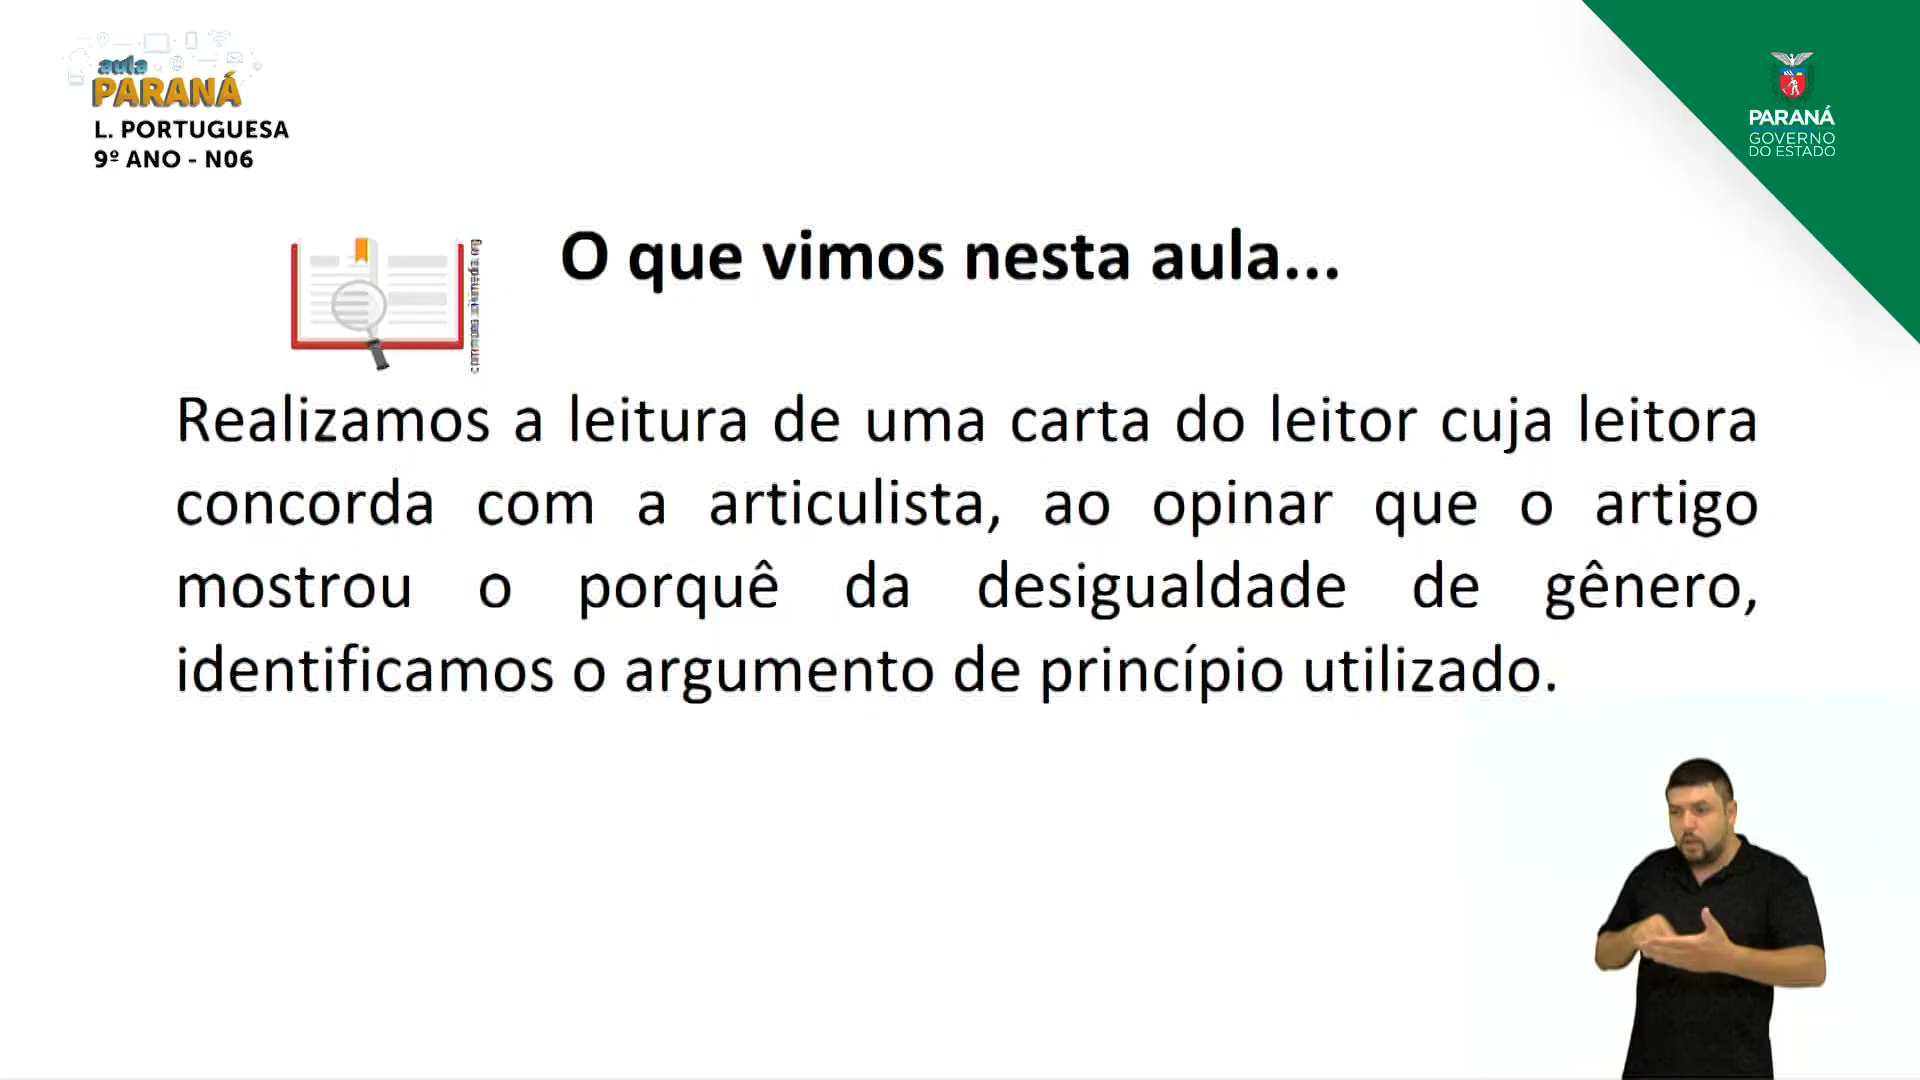 aula
PARANÁ
L. PORTUGUESA
9º ANO - N06
PARANÁ
GOVERNO
DO ESTADO
O que vimos nesta aula...
Realizamos a leitura de uma carta do leitor cuja leitora
concorda com a articulista, ao opinar que o artigo
mostrou o porquê da desigualdade de gênero,
identificamos o argumento de princípio utilizado.